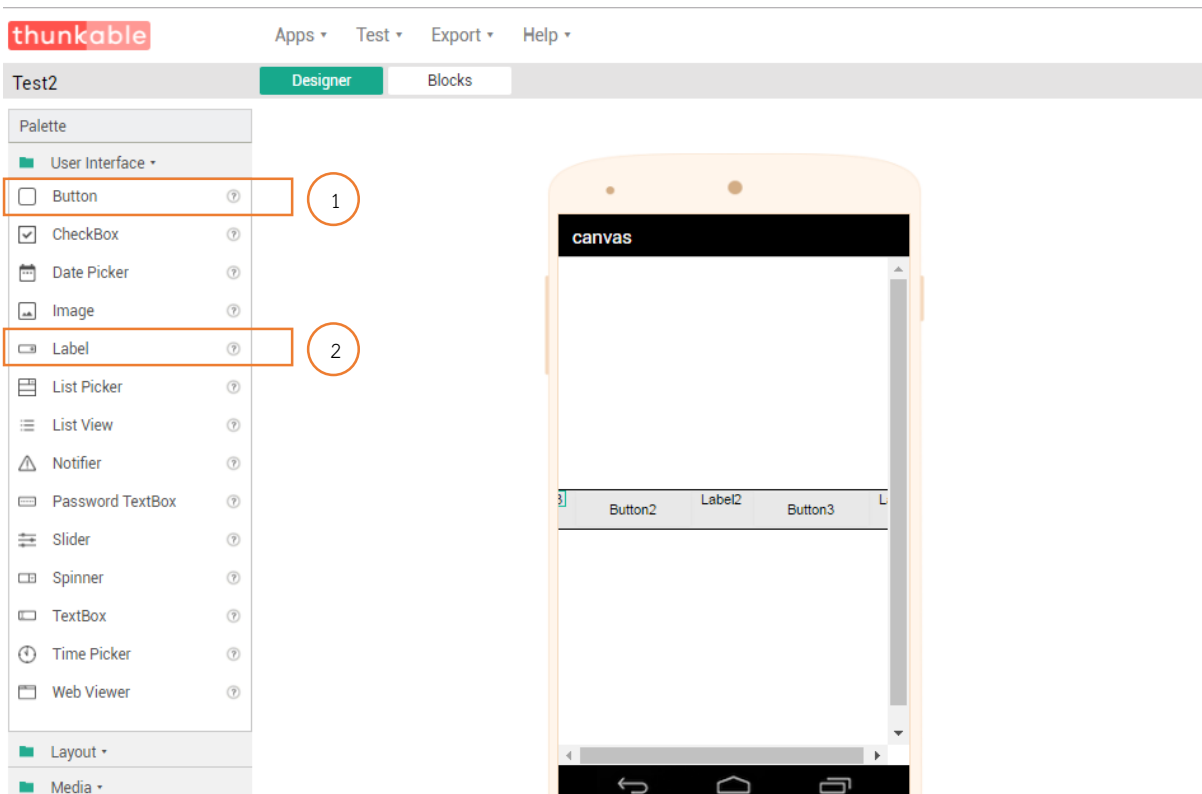 thunkable
Apps Test Export Help
Test2
Designer Blocks
Palette
User Interface
Button
1
CheckBox
Date Picker
Image
Label
2
List Picker
List View
Notifier
Password TextBox
Slider
Spinner
TextBox
Time Picker
Web Viewer
Layout
Media
canvas
Button2 Label2 Button3